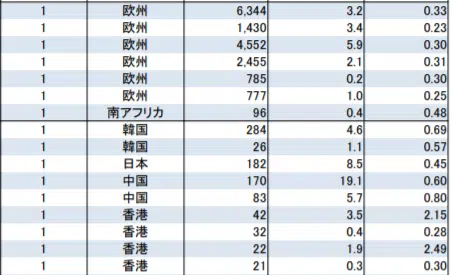 1 欧州 6,344 3.2 0.33
1 欧州 1,430 3.4 0.23
1 欧州 4,552 5.9 0.30
1 欧州 2,455 2.1 0.31
1 欧州 785 0.2 0.30
1 欧州 777 1.0 0.25
1 南アフリカ 96 0.4 0.48
1 韓国 284 4.6 0.69
1 韓国 26 1.1 0.57
1 日本 182 8.5 0.45
1 中国 170 19.1 0.60
1 中国 83 5.7 0.80
1 香港 42 3.5 2.15
1 香港 32 0.4 0.28
1 香港 22 1.9 2.49
1 香港 21 0.3 0.30